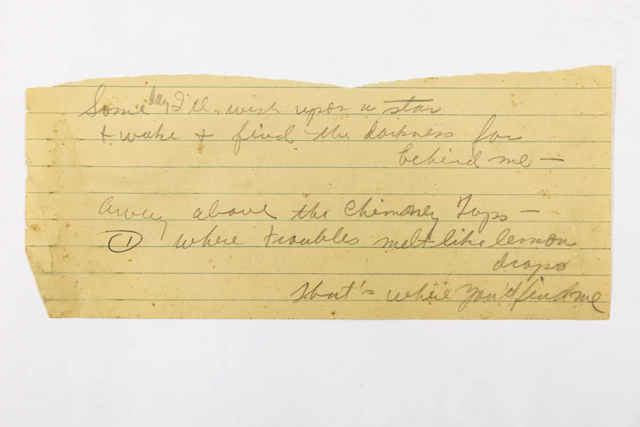 Some day I'll wish upon a star
+ wake + find the darkness far
behind me —
Away above the Chimney Tops —
① where troubles melt like lemon
drops
that's where you'll find me